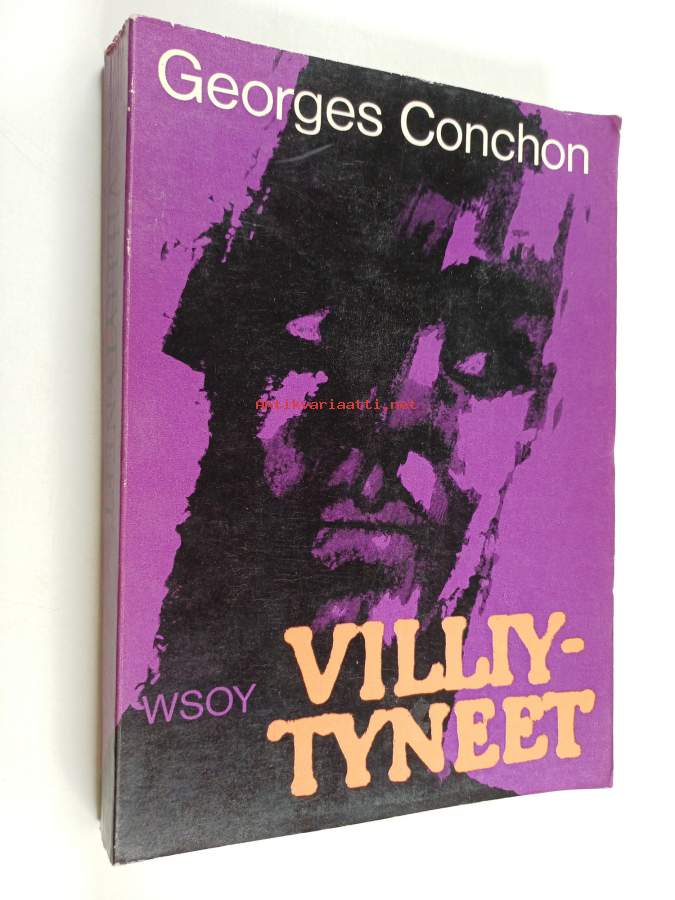 Georges Conchon
Antikvariaatti.net
WSOY
VILLIY-
TYNEET